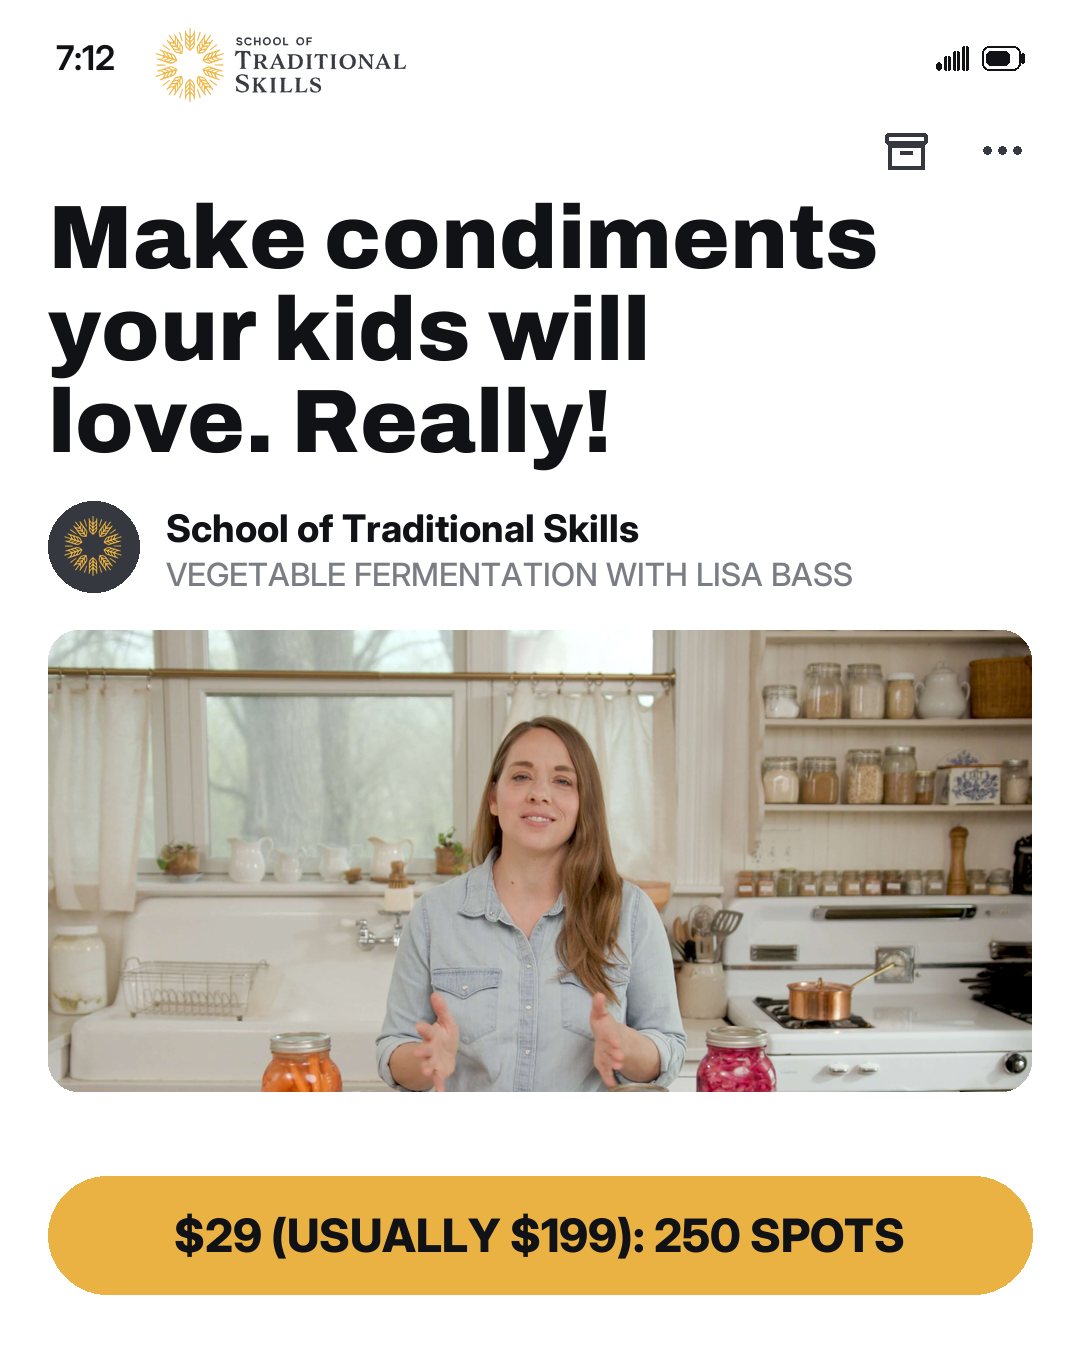 7:12
SCHOOL OF
TRADITIONAL
SKILLS
Make condiments
your kids will
love. Really!
School of Traditional Skills
VEGETABLE FERMENTATION WITH LISA BASS
$29 (USUALLY $199): 250 SPOTS